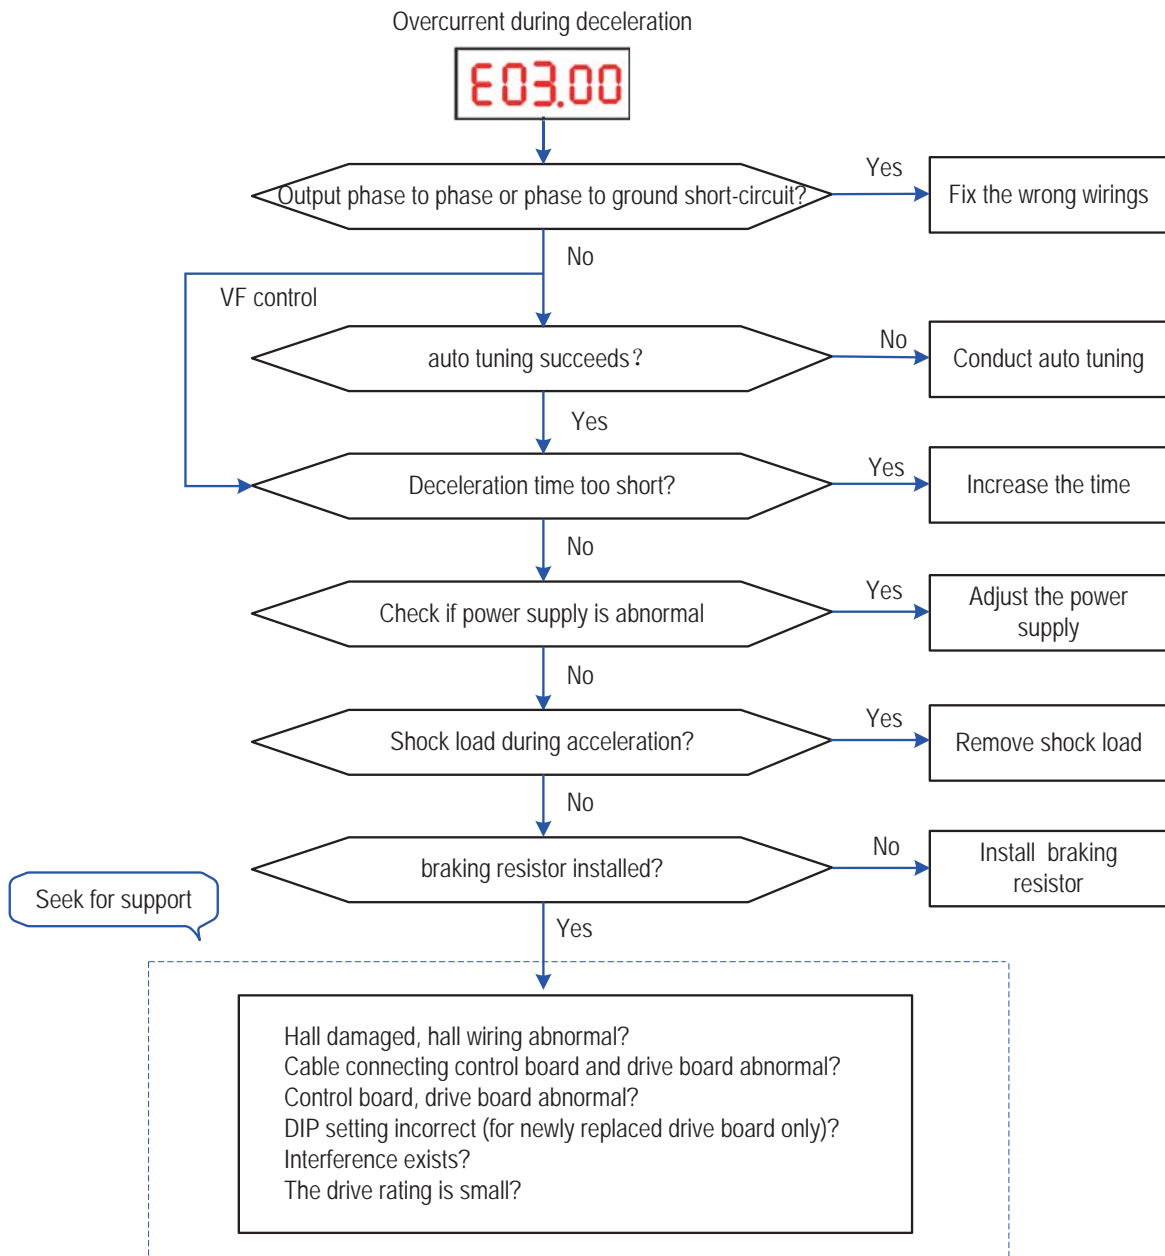 Overcurrent during deceleration
E03.00
Output phase to phase or phase to ground short-circuit?
Yes
Fix the wrong wirings
No
VF control
auto tuning succeeds?
No
Conduct auto tuning
Yes
Deceleration time too short?
Yes
Increase the time
No
Check if power supply is abnormal
Yes
Adjust the power
supply
No
Shock load during acceleration?
Yes
Remove shock load
No
braking resistor installed?
No
Install braking
resistor
Seek for support
Yes
Hall damaged, hall wiring abnormal?
Cable connecting control board and drive board abnormal?
Control board, drive board abnormal?
DIP setting incorrect (for newly replaced drive board only)?
Interference exists?
The drive rating is small?